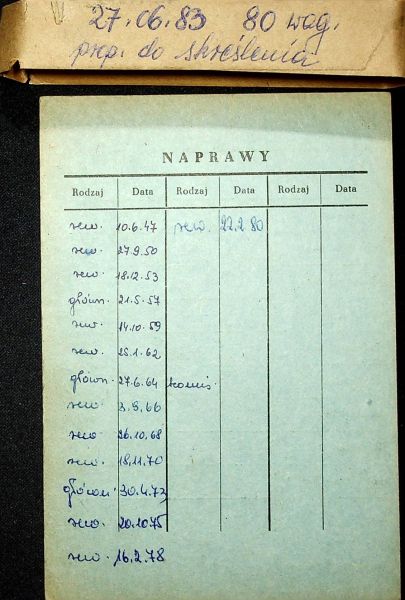 27.06.83 80 wag.
prop. do skreślenia
NAPRAWY
Rodzaj Data Rodzaj Data Rodzaj Data
rew. 10.6.47 rew. 22.2.80
rew. 27.9.50
rew. 18.12.53
główn. 21.5.57
rew. 14.10.59
rew. 25.1.62
główn. 27.6.64 komis.
rew. 3.9.66
rew 26.10.68
rew. 18.11.70
główn. 30.4.73
rew. 20.10.75
rew. 16.2.78